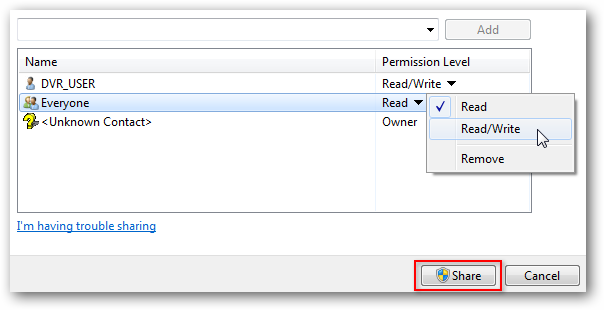 Add
Name Permission Level
DVR_USER Read/Write
Everyone Read
<Unknown Contact> Owner
Read
Read/Write
Remove
I'm having trouble sharing
Share Cancel